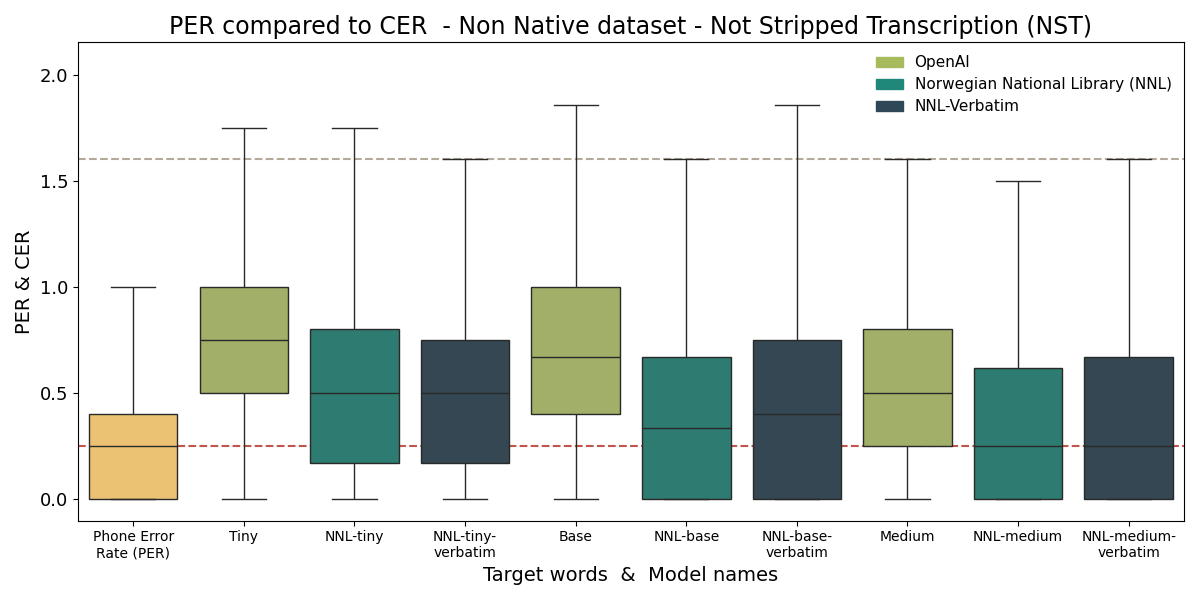 PER compared to CER  - Non Native dataset - Not Stripped Transcription (NST)
OpenAI
Norwegian National Library (NNL)
NNL-Verbatim
PER & CER
2.0
1.5
1.0
0.5
0.0
Phone Error
Rate (PER)
Tiny
NNL-tiny
NNL-tiny-
verbatim
Base
NNL-base
NNL-base-
verbatim
Medium
NNL-medium
NNL-medium-
verbatim
Target words  &  Model names